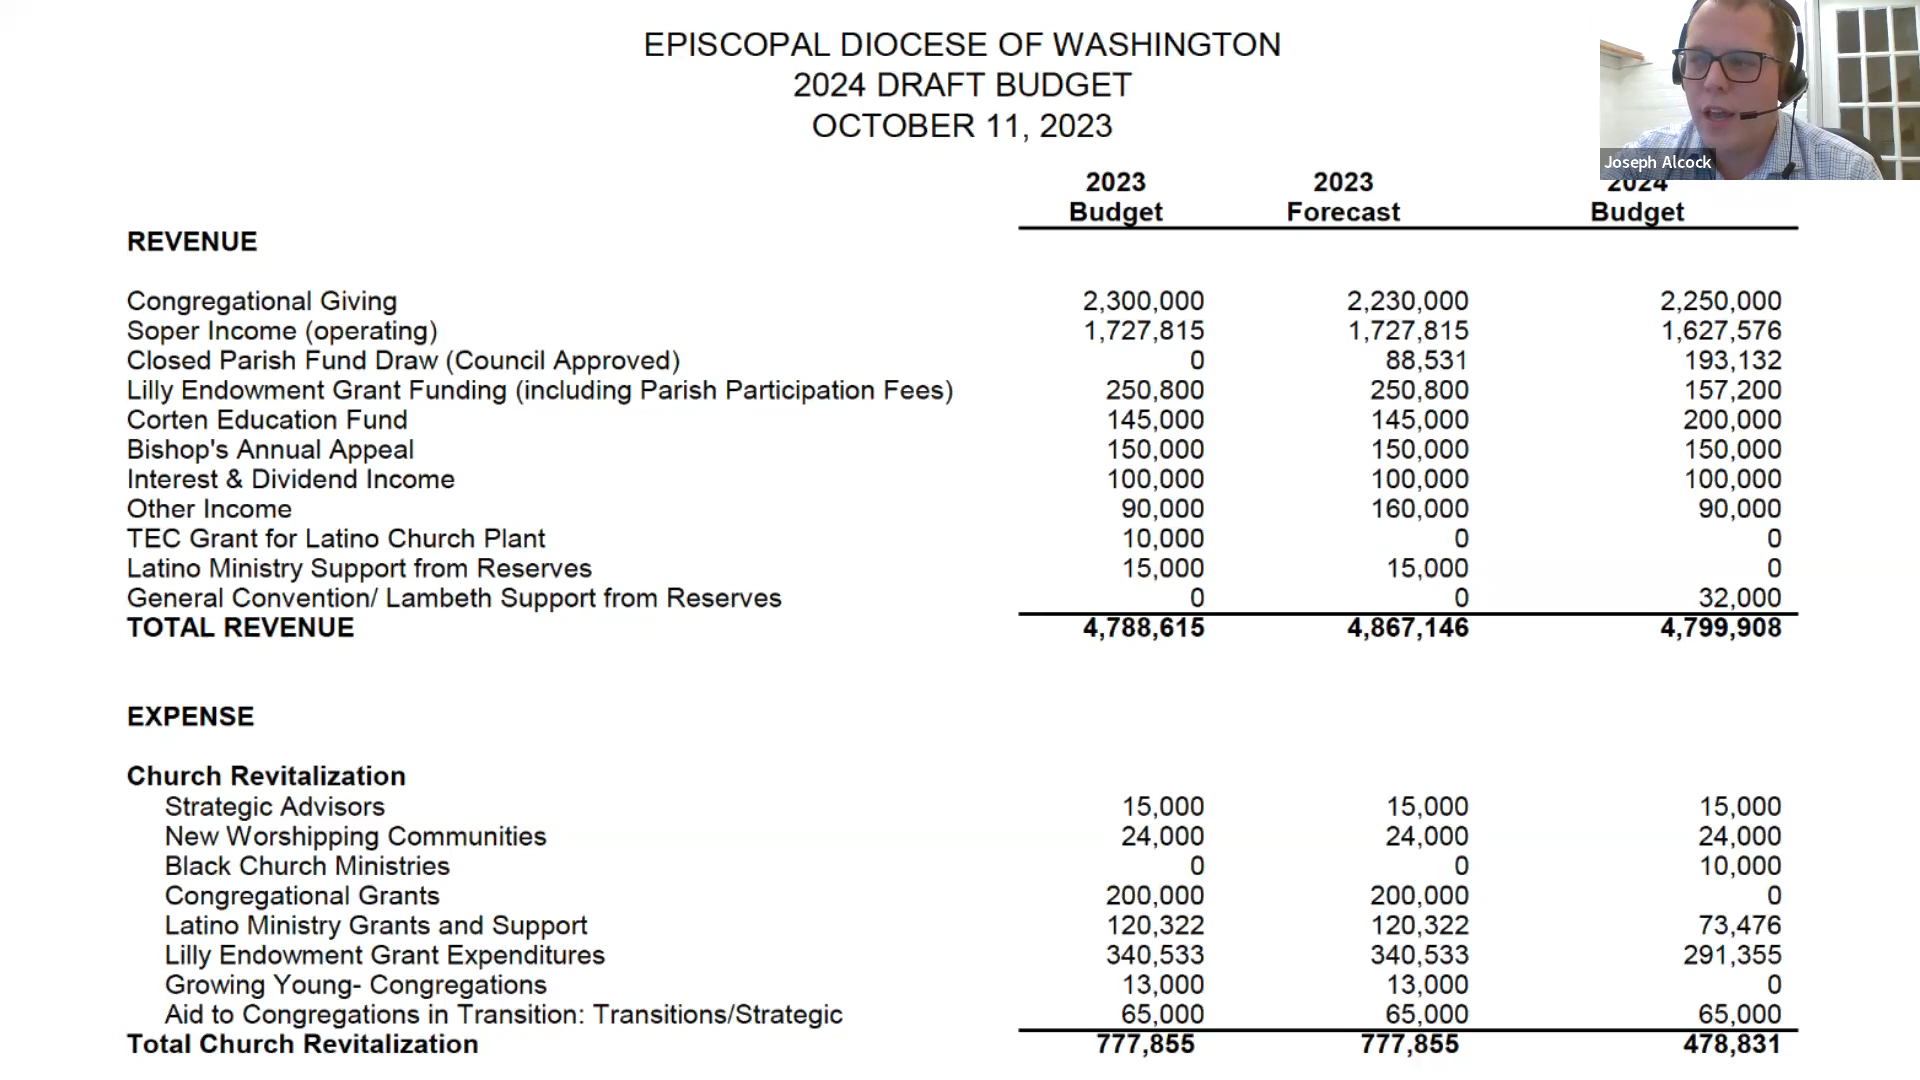 EPISCOPAL DIOCESE OF WASHINGTON
2024 DRAFT BUDGET
OCTOBER 11, 2023
Joseph Alcock
2023 2023 2024
Budget Forecast Budget
REVENUE
Congregational Giving 2,300,000 2,230,000 2,250,000
Soper Income (operating) 1,727,815 1,727,815 1,627,576
Closed Parish Fund Draw (Council Approved) 0 88,531 193,132
Lilly Endowment Grant Funding (including Parish Participation Fees) 250,800 250,800 157,200
Corten Education Fund 145,000 145,000 200,000
Bishop's Annual Appeal 150,000 150,000 150,000
Interest & Dividend Income 100,000 100,000 100,000
Other Income 90,000 160,000 90,000
TEC Grant for Latino Church Plant 10,000 0 0
Latino Ministry Support from Reserves 15,000 15,000 0
General Convention/ Lambeth Support from Reserves 0 0 32,000
TOTAL REVENUE 4,788,615 4,867,146 4,799,908
EXPENSE
Church Revitalization
Strategic Advisors 15,000 15,000 15,000
New Worshipping Communities 24,000 24,000 24,000
Black Church Ministries 0 0 10,000
Congregational Grants 200,000 200,000 0
Latino Ministry Grants and Support 120,322 120,322 73,476
Lilly Endowment Grant Expenditures 340,533 340,533 291,355
Growing Young- Congregations 13,000 13,000 0
Aid to Congregations in Transition: Transitions/Strategic 65,000 65,000 65,000
Total Church Revitalization 777,855 777,855 478,831